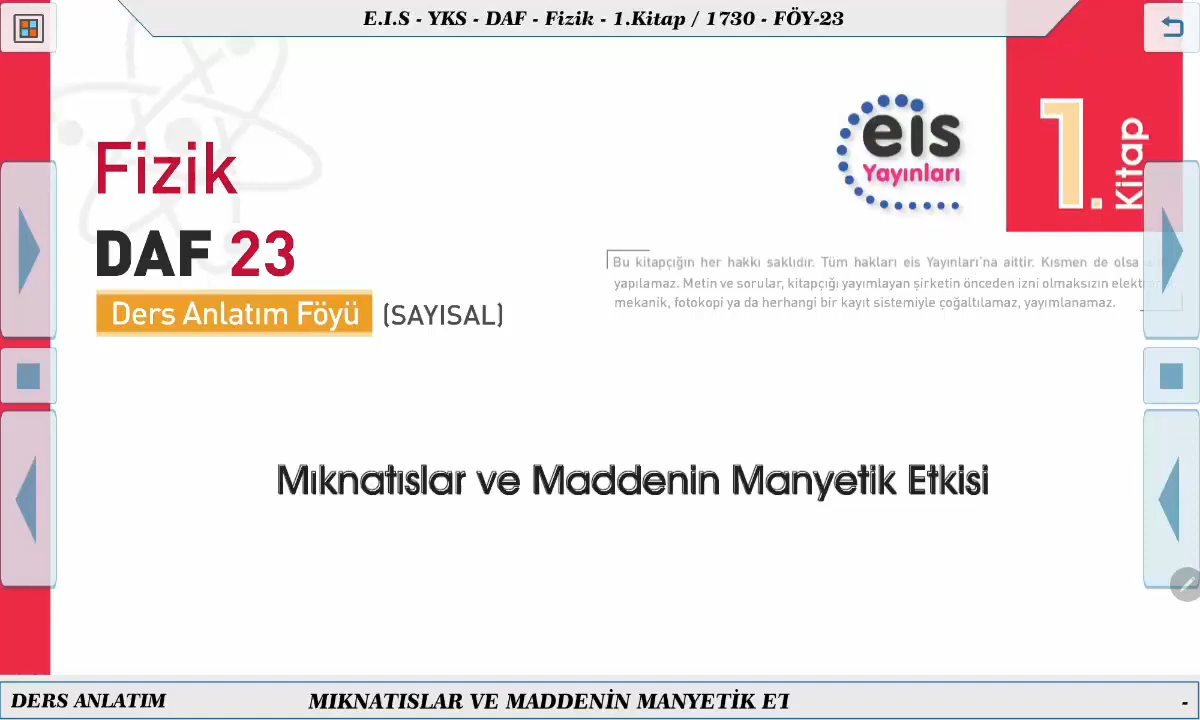 E.I.S - YKS - DAF - Fizik - 1.Kitap / 1730 - FÖY-23
eis
Yayınları
1.
Kitap
Fizik
DAF 23
Ders Anlatım Föyü (SAYISAL)
Bu kitapçığın her hakkı saklıdır. Tüm hakları eis Yayınları'na aittir. Kısmen de olsa
yapılamaz. Metin ve sorular, kitapçığı yayımlayan şirketin önceden izni olmaksızın
mekanik, fotokopi ya da herhangi bir kayıt sistemiyle çoğaltılamaz, yayımlanamaz.
Mıknatıslar ve Maddenin Manyetik Etkisi
DERS ANLATIM MIKNATISLAR VE MADDENİN MANYETİK ET -